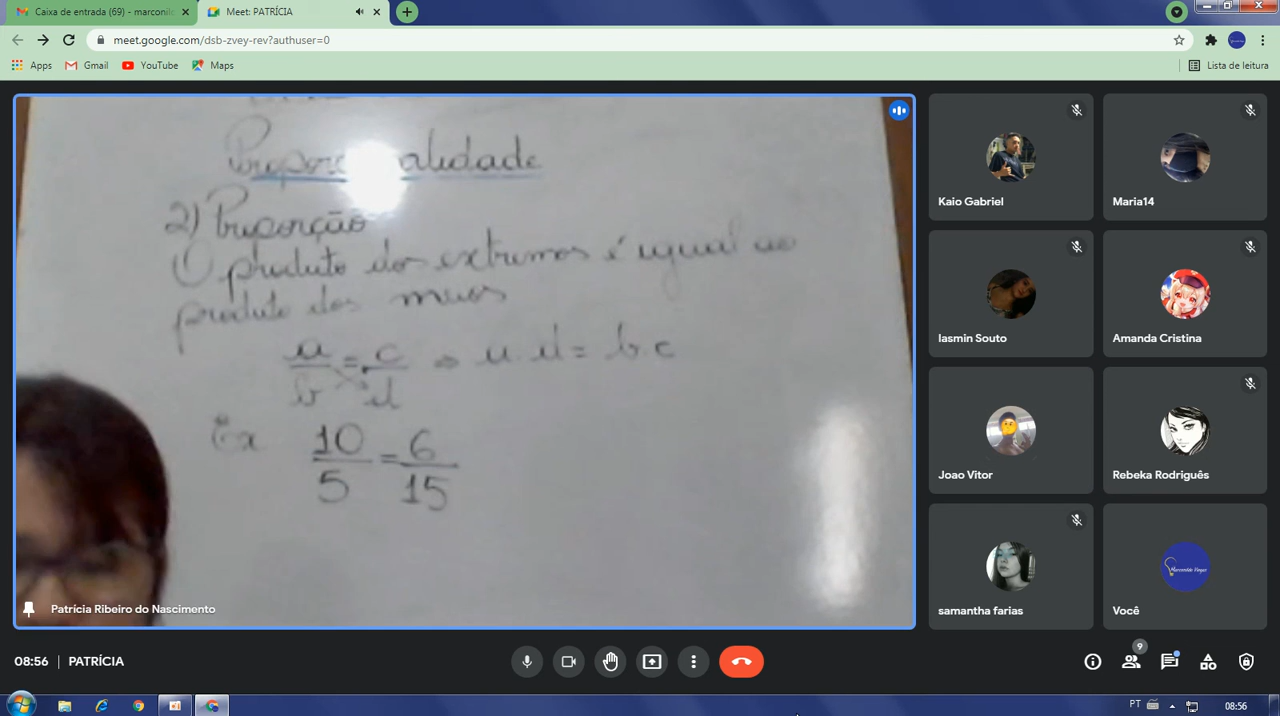 Caixa de entrada (69) - marconil
Meet: PATRÍCIA
meet.google.com/dsb-zvey-rev?authuser=0
Apps Gmail YouTube Maps Lista de leitura
2) Proporção
O produto dos extremos é igual ao
produto dos meios
a/b = c/d ⇒ a.d = b.c
Ex 10/5 = 6/15
Patrícia Ribeiro do Nascimento
Kaio Gabriel
Maria14
Iasmin Souto
Amanda Cristina
Joao Vitor
Rebeka Rodriguês
samantha farias
Você
08:56 | PATRÍCIA
9
PT 08:56